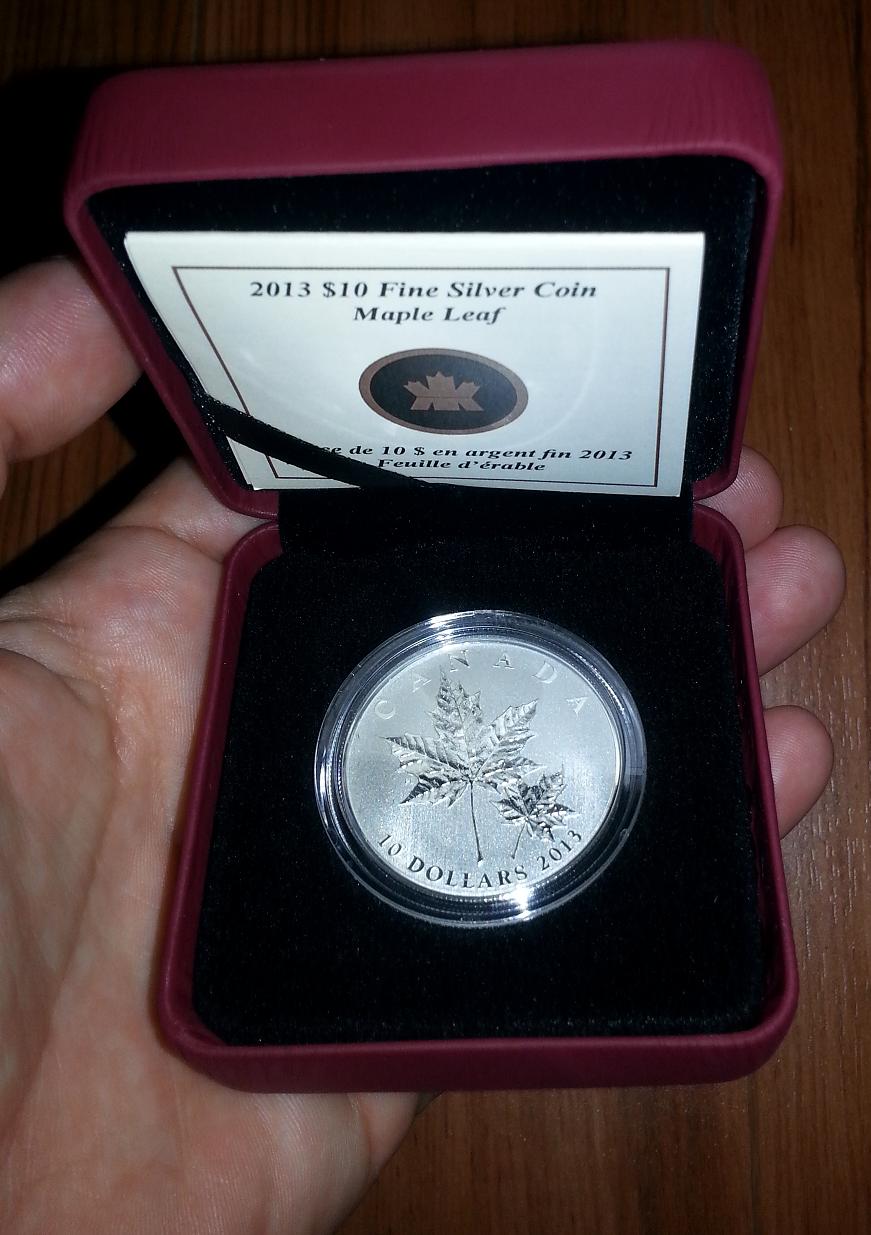 2013 $10 Fine Silver Coin
Maple Leaf
de 10 $ en argent fin 2013
Feuille d'érable
CANADA
10 DOLLARS 2013